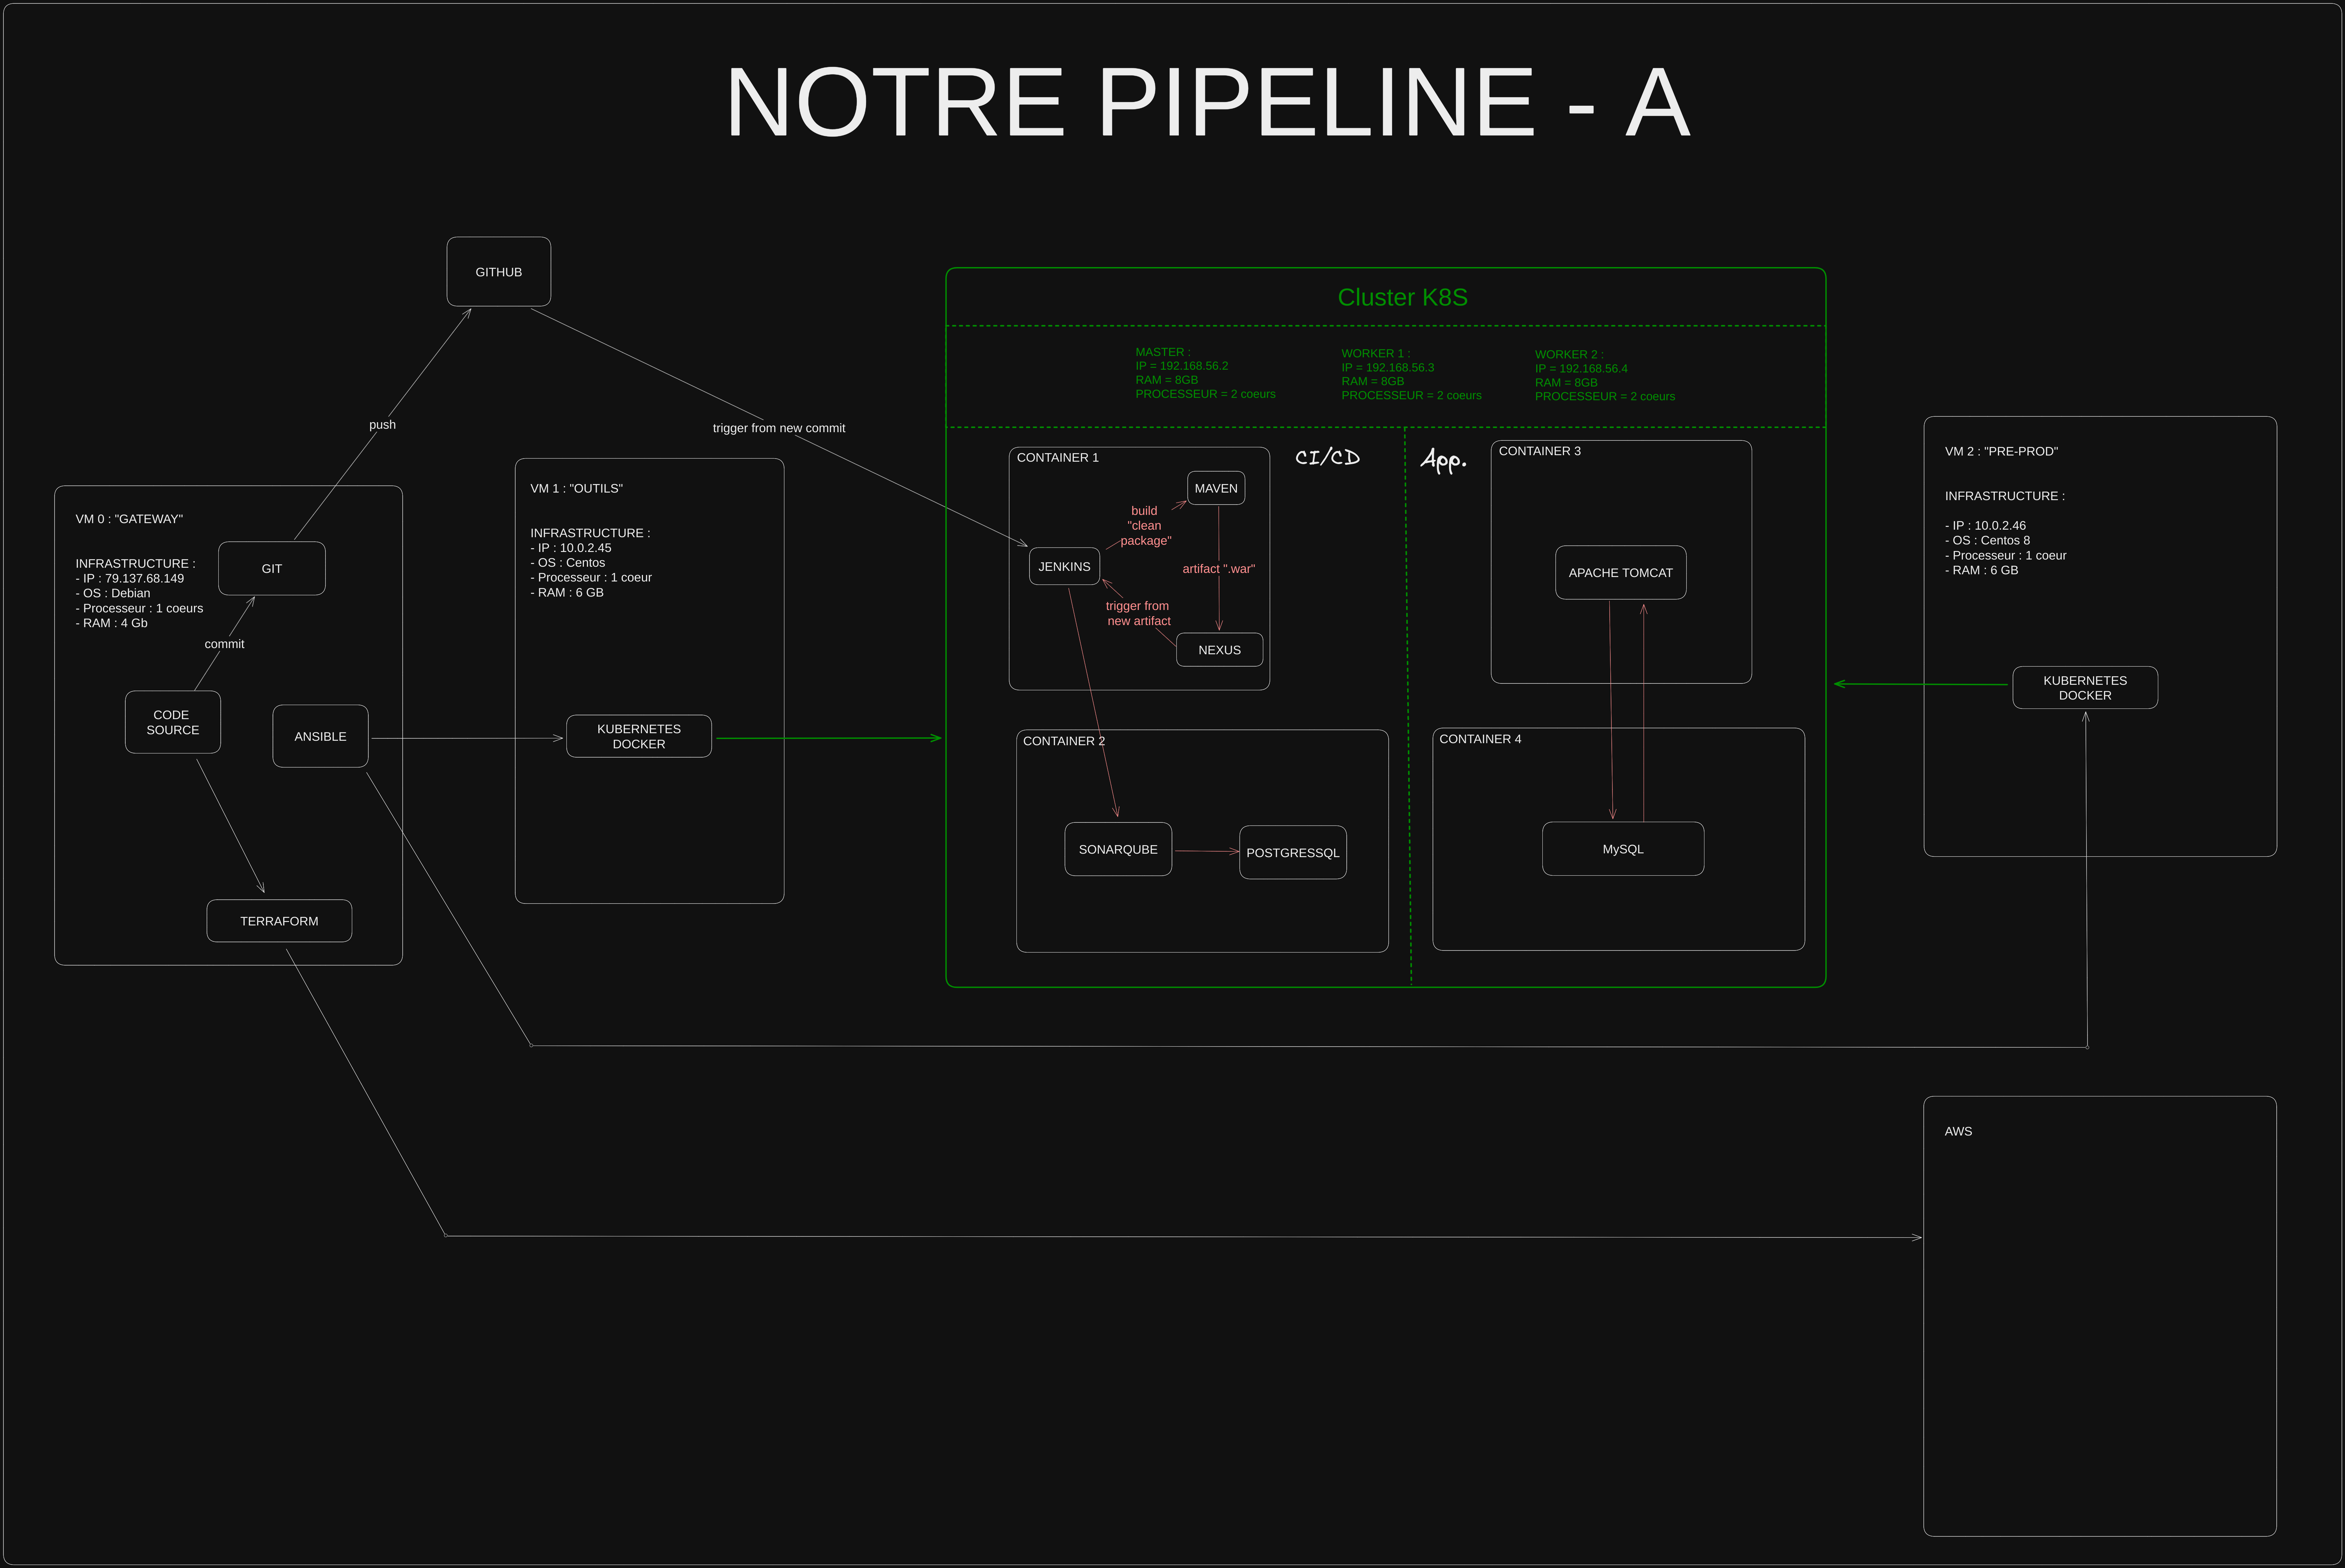 NOTRE PIPELINE - A
GITHUB
push
trigger from new commit
VM 0 : "GATEWAY"
INFRASTRUCTURE :
- IP : 79.137.68.149
- OS : Debian
- Processeur : 1 coeurs
- RAM : 4 Gb
GIT
commit
CODE
SOURCE
ANSIBLE
TERRAFORM
VM 1 : "OUTILS"
INFRASTRUCTURE :
- IP : 10.0.2.45
- OS : Centos
- Processeur : 1 coeur
- RAM : 6 GB
KUBERNETES
DOCKER
Cluster K8S
MASTER :
IP = 192.168.56.2
RAM = 8GB
PROCESSEUR = 2 coeurs
WORKER 1 :
IP = 192.168.56.3
RAM = 8GB
PROCESSEUR = 2 coeurs
WORKER 2 :
IP = 192.168.56.4
RAM = 8GB
PROCESSEUR = 2 coeurs
CONTAINER 1
CI/CD
MAVEN
build
"clean
package"
JENKINS
artifact ".war"
trigger from
new artifact
NEXUS
CONTAINER 2
SONARQUBE
POSTGRESSQL
App.
CONTAINER 3
APACHE TOMCAT
CONTAINER 4
MySQL
VM 2 : "PRE-PROD"
INFRASTRUCTURE :
- IP : 10.0.2.46
- OS : Centos 8
- Processeur : 1 coeur
- RAM : 6 GB
KUBERNETES
DOCKER
AWS